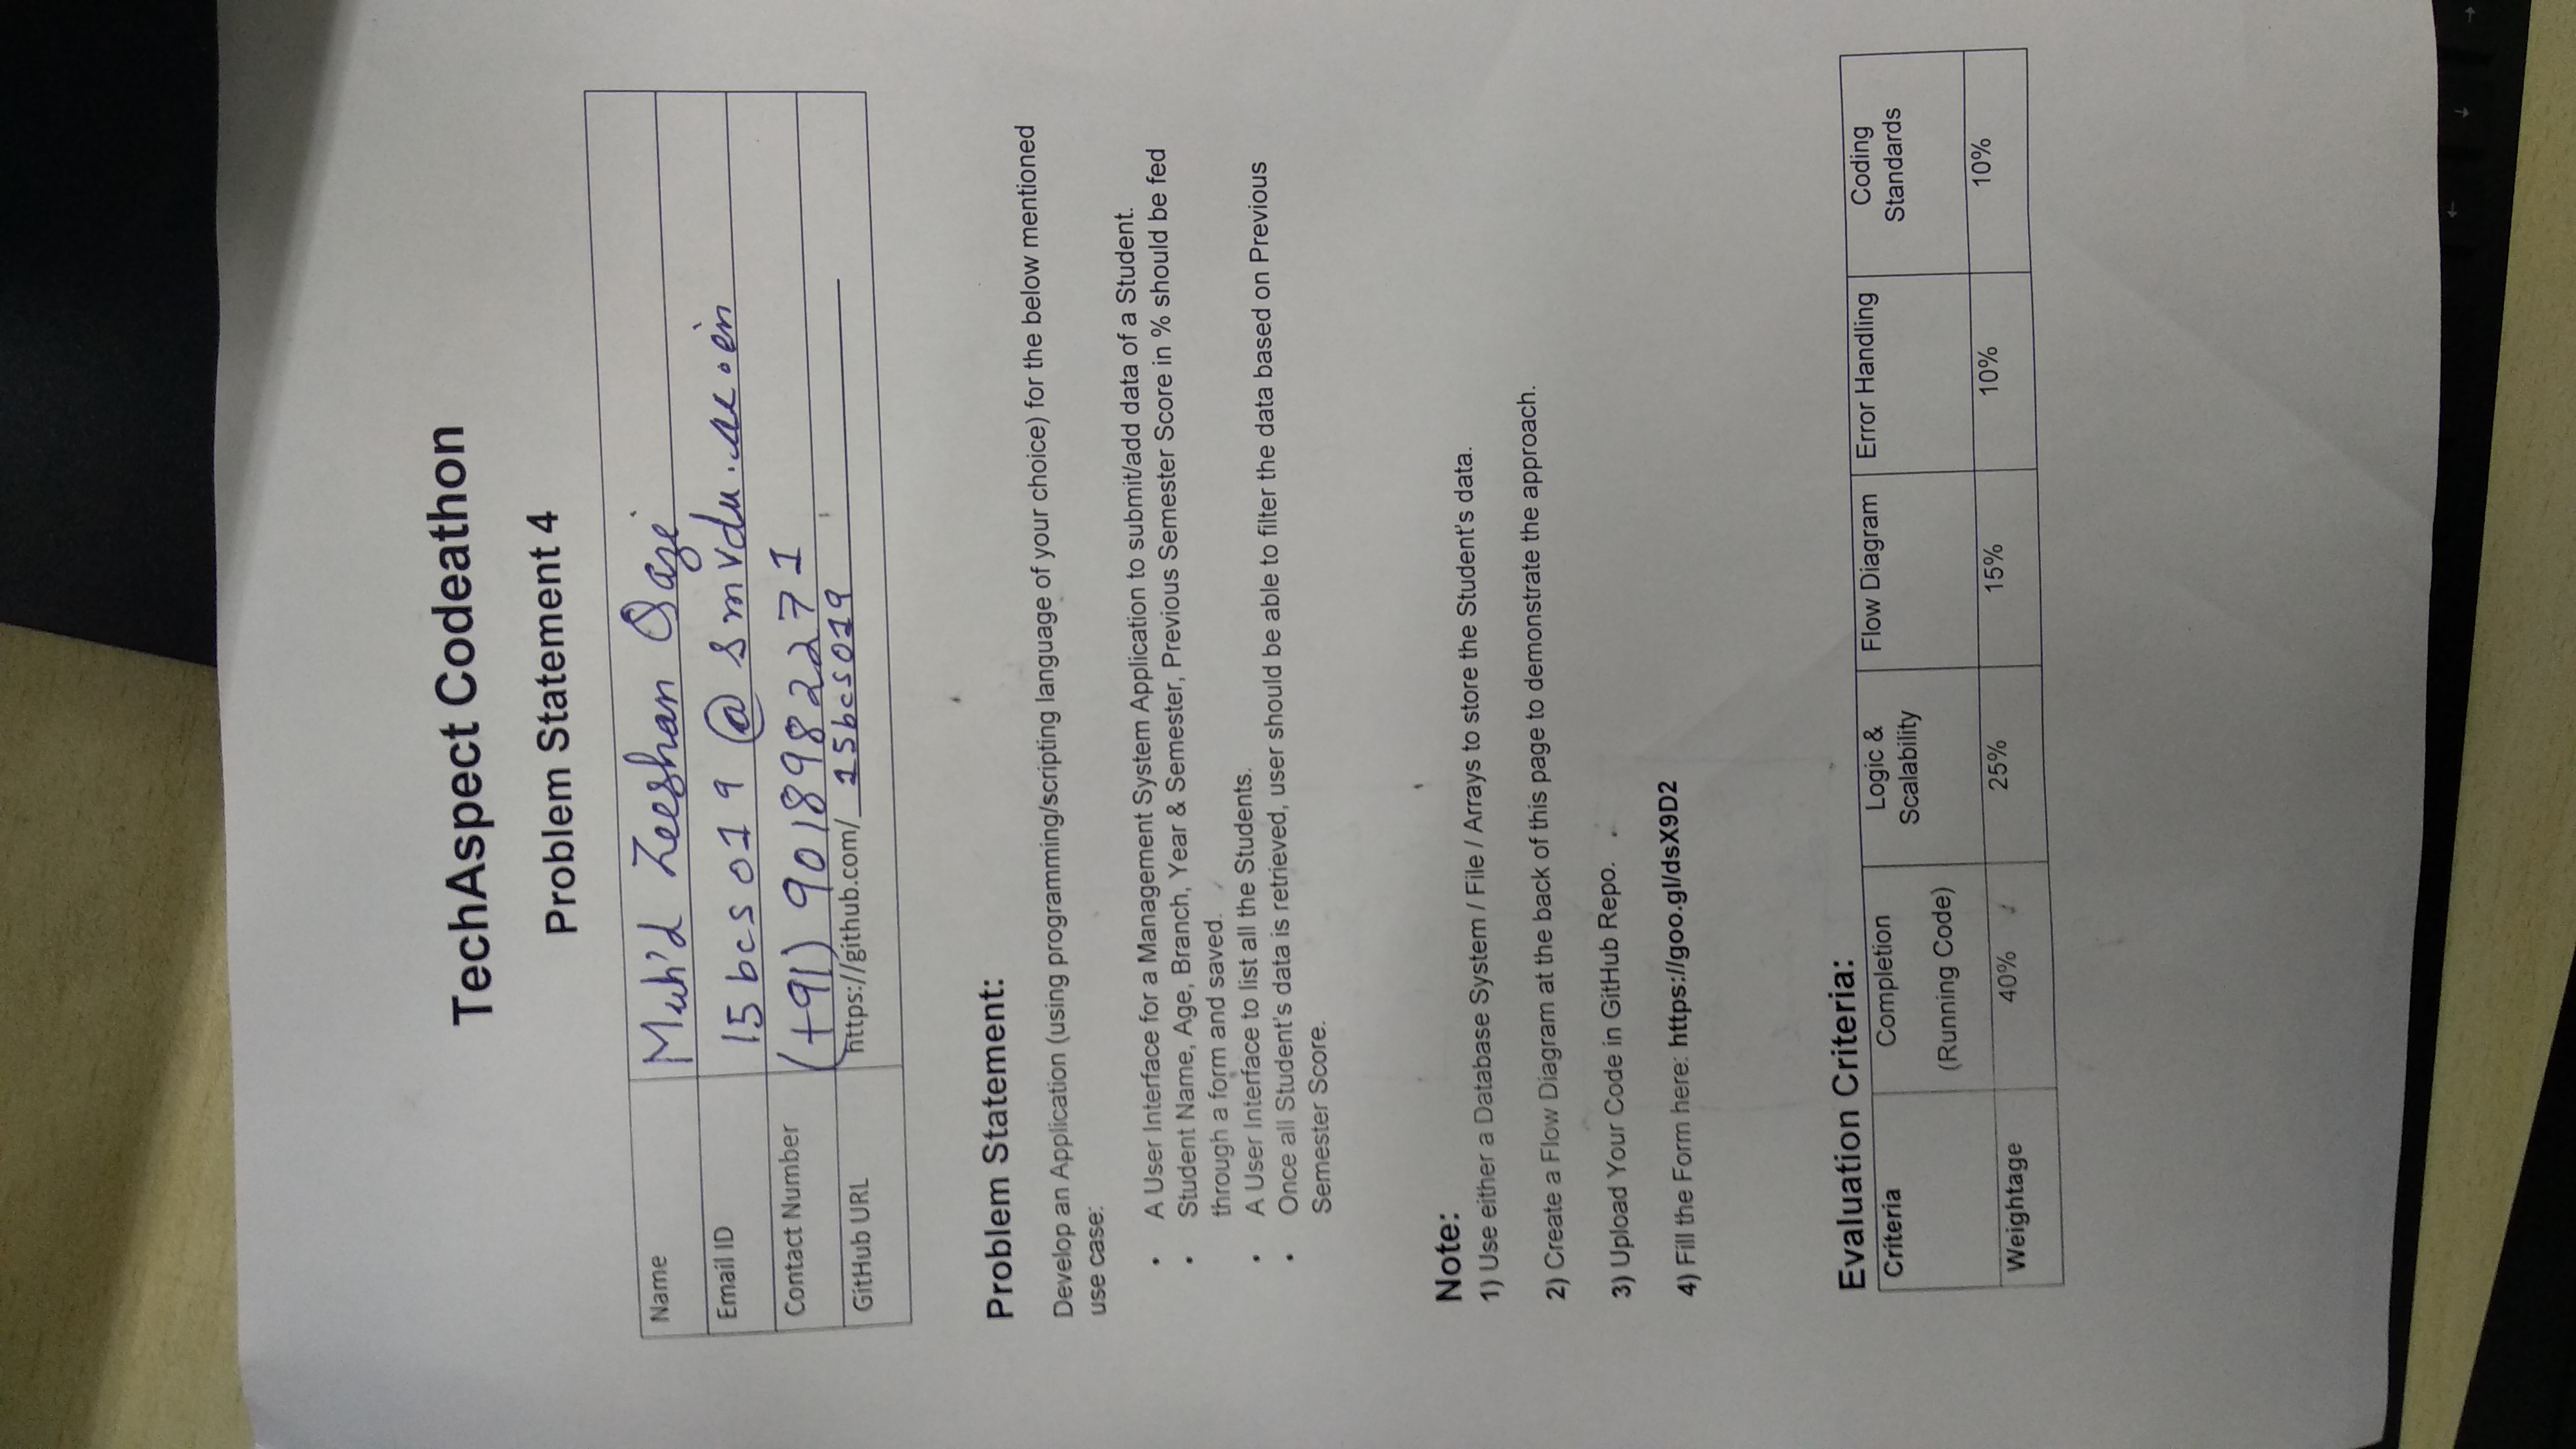 TechAspect Codeathon
Problem Statement 4
Name Muh'd Zeeshan
Email ID 15bcs019@smvdu.ac.in
Contact Number (+91) 9018982271
GitHub URL https://github.com/ 15bcs019
Problem Statement:
Develop an Application (using programming/scripting language of your choice) for the below mentioned
use case:
• A User Interface for a Management System Application to submit/add data of a Student.
• Student Name, Age, Branch, Year & Semester, Previous Semester Score in % should be fed
through a form and saved.
• A User Interface to list all the Students.
• Once all Student's data is retrieved, user should be able to filter the data based on Previous
Semester Score.
Note:
1) Use either a Database System / File / Arrays to store the Student's data.
2) Create a Flow Diagram at the back of this page to demonstrate the approach.
3) Upload Your Code in GitHub Repo.
4) Fill the Form here: https://goo.gl/dsX9D2
Evaluation Criteria:
Criteria Completion (Running Code) Logic & Scalability Flow Diagram Error Handling Coding Standards
Weightage 40% 25% 15% 10% 10%